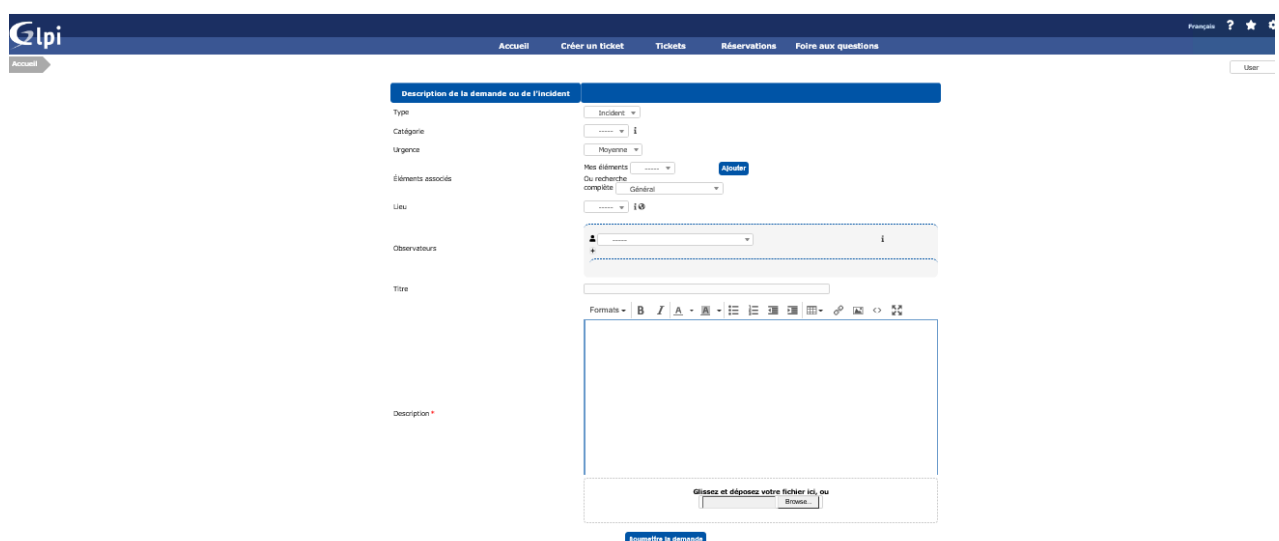 Glpi
Français ?
Accueil Créer un ticket Tickets Réservations Foire aux questions
Accueil
User
Description de la demande ou de l'incident
Type Incident
Catégorie -----
Urgence Moyenne
Éléments associés
Mes éléments ----- Ajouter
Ou recherche
complète Général
Lieu -----
Observateurs -----
Titre
Formats B I A A
Description *
Glissez et déposez votre fichier ici, ou
Browse...
Soumettre la demande